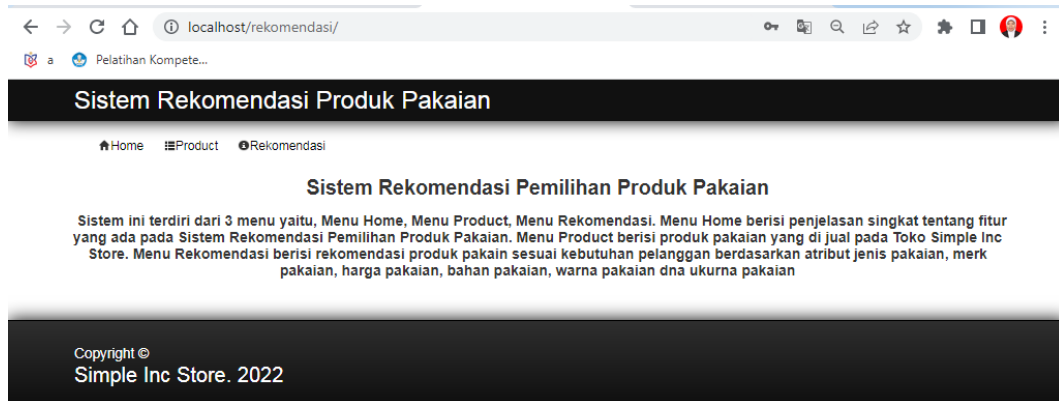 localhost/rekomendasi/
a Pelatihan Kompete...
Sistem Rekomendasi Produk Pakaian
Home Product Rekomendasi
Sistem Rekomendasi Pemilihan Produk Pakaian
Sistem ini terdiri dari 3 menu yaitu, Menu Home, Menu Product, Menu Rekomendasi. Menu Home berisi penjelasan singkat tentang fitur
yang ada pada Sistem Rekomendasi Pemilihan Produk Pakaian. Menu Product berisi produk pakaian yang di jual pada Toko Simple Inc
Store. Menu Rekomendasi berisi rekomendasi produk pakain sesuai kebutuhan pelanggan berdasarkan atribut jenis pakaian, merk
pakaian, harga pakaian, bahan pakaian, warna pakaian dna ukurna pakaian
Copyright ©
Simple Inc Store. 2022